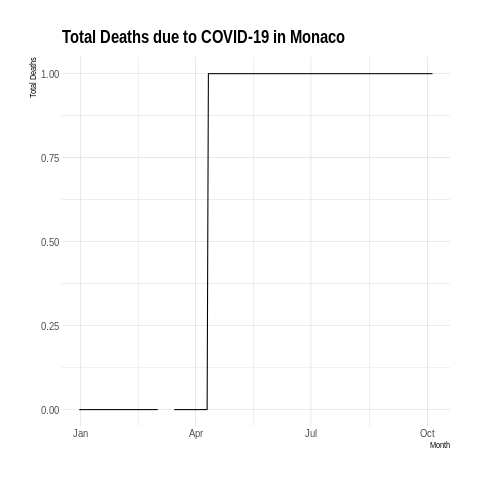 Total Deaths due to COVID-19 in Monaco
Total Deaths
1.00
0.75
0.50
0.25
0.00
Jan Apr Jul Oct
Month